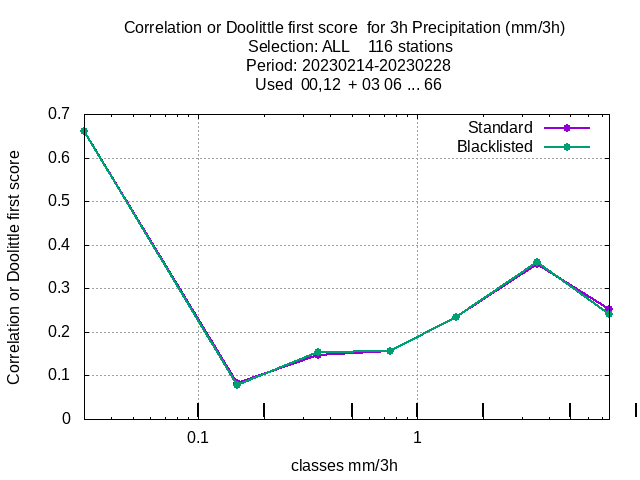 Correlation or Doolittle first score  for 3h Precipitation (mm/3h)
Selection: ALL    116 stations
Period: 20230214-20230228
Used  00,12  + 03 06 ... 66
Standard
Blacklisted
0.7
0.6
0.5
0.4
0.3
0.2
0.1
0
Correlation or Doolittle first score
0.1
1
classes mm/3h